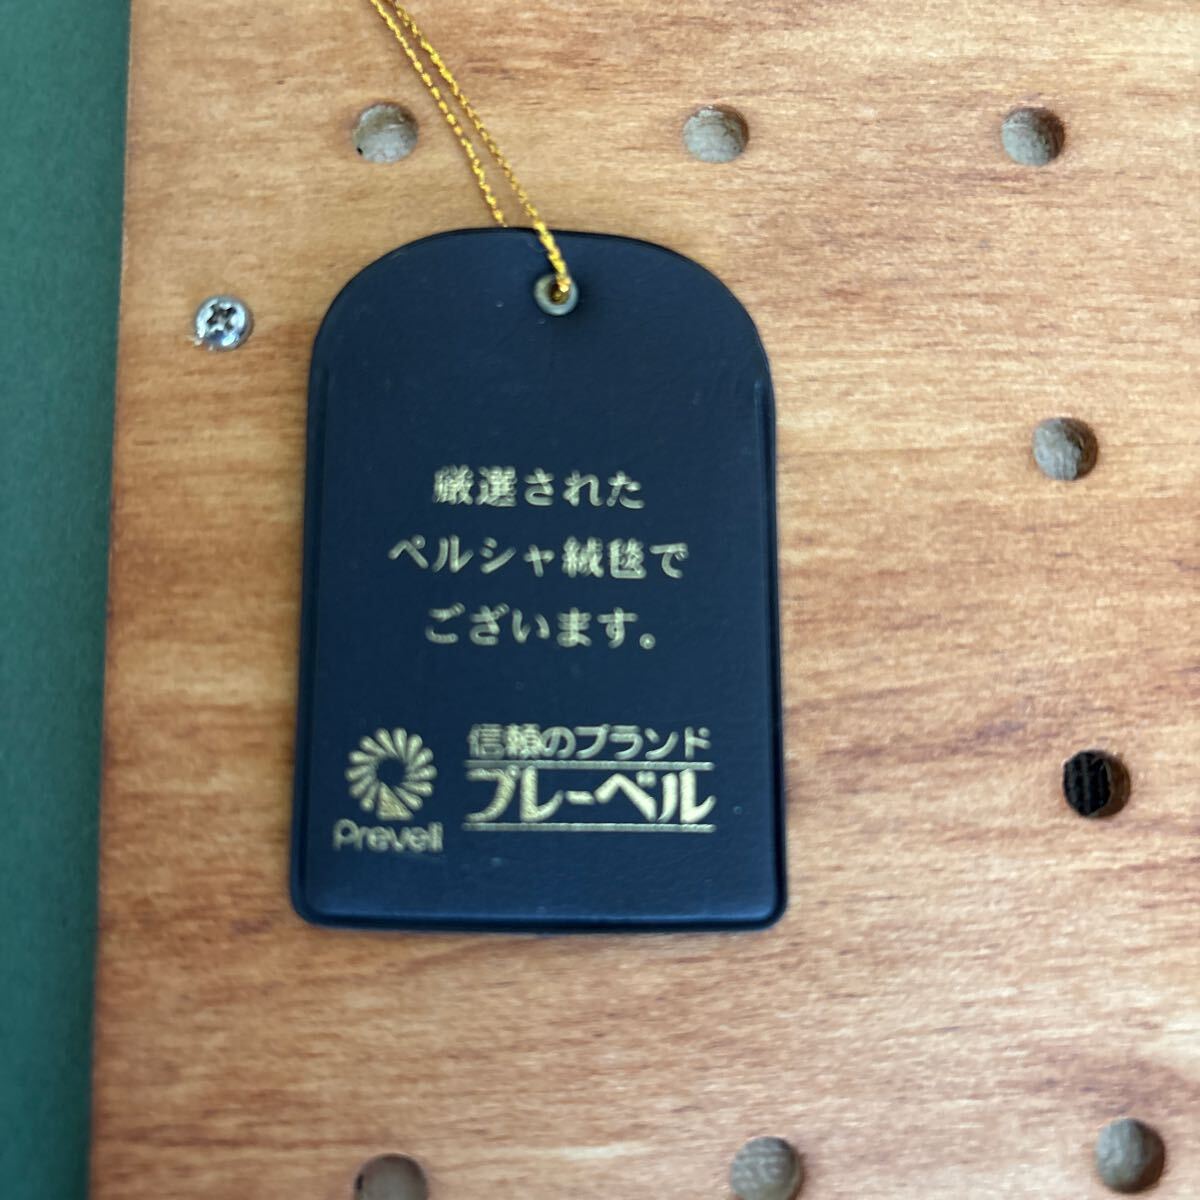 厳選された
ペルシャ絨毯で
ございます。
信頼のブランド
プレーベル
Prevell